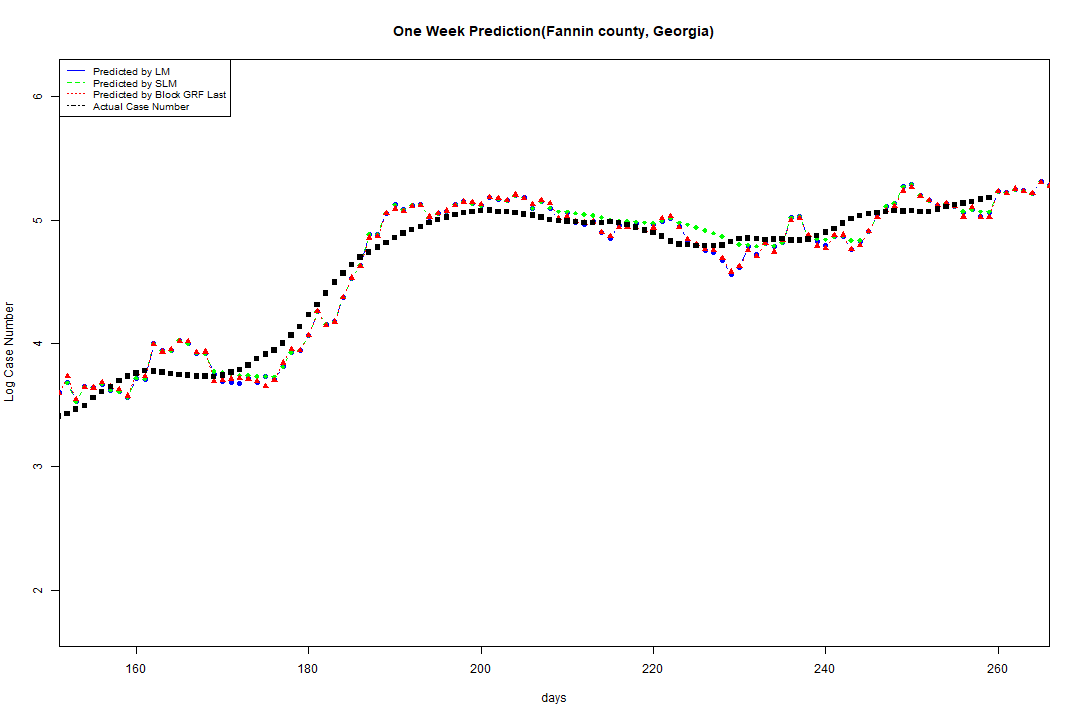 One Week Prediction(Fannin county, Georgia)
Predicted by LM
Predicted by SLM
Predicted by Block GRF Last
Actual Case Number
6
5
4
3
2
Log Case Number
160 180 200 220 240 260
days